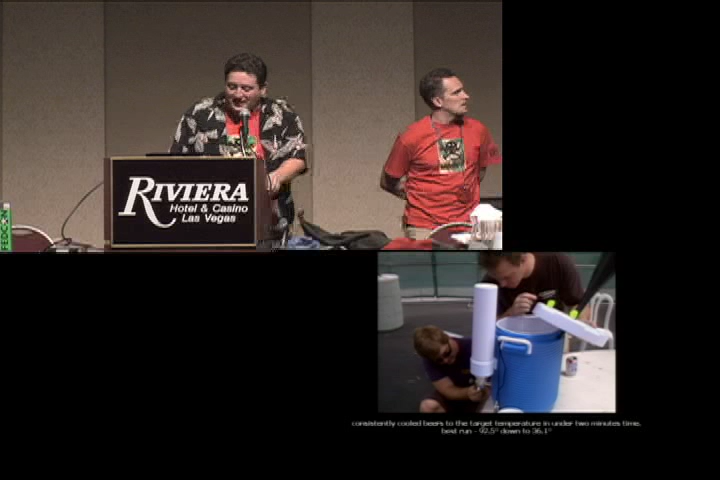 RIVIERA
Hotel & Casino
Las Vegas
FEDCON
consistently cooled beers to the target temperature in under two minutes time.
best run - 92.5° down to 36.1°